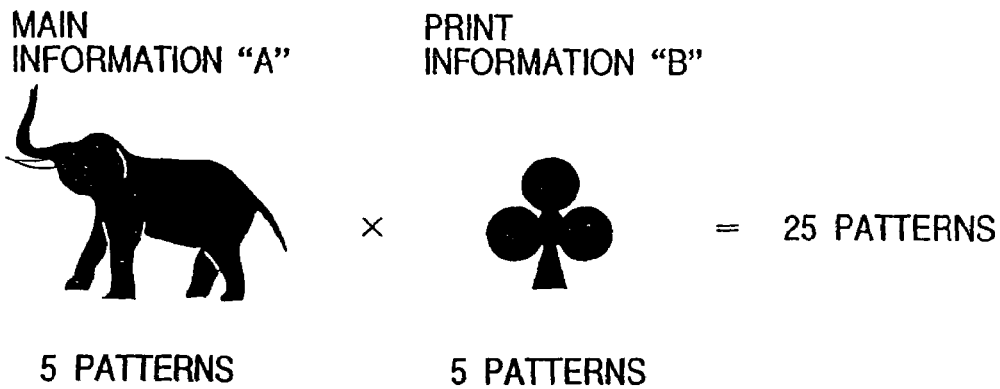 MAIN
INFORMATION “A”
PRINT
INFORMATION “B”
× = 25 PATTERNS
5 PATTERNS
5 PATTERNS